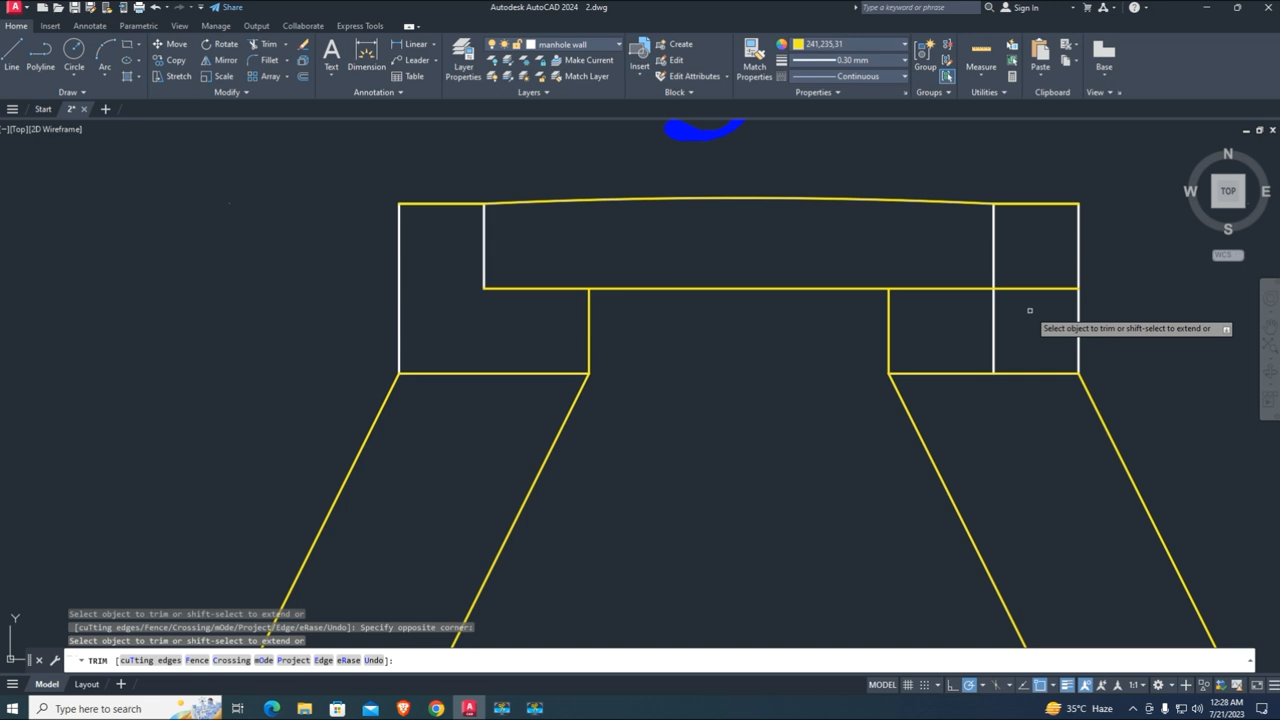 Share
Autodesk AutoCAD 2024 2.dwg
Type a keyword or phrase
Sign In
Home Insert Annotate Parametric View Manage Output Collaborate Express Tools
Line Polyline Circle Arc
Move Rotate Trim
Copy Mirror Fillet
Stretch Scale Array
Text Dimension
Linear
Leader
Table
Layer Properties
manhole wall
Make Current
Match Layer
Insert
Create
Edit
Edit Attributes
Match Properties
241,235,31
0.30 mm
Continuous
Group
Measure
Paste
Base
Draw Modify Annotation Layers Block Properties Groups Utilities Clipboard View
Start 2*
[−][Top][2D Wireframe]
N
W TOP E
S
WCS
Select object to trim or shift-select to extend or
Y
Select object to trim or shift-select to extend or
[cuTting edges/Fence/Crossing/mOde/Project/Edge/eRase/Undo]: Specify opposite corner:
Select object to trim or shift-select to extend or
TRIM [cuTting edges Fence Crossing mOde Project Edge eRase Undo]:
Model Layout
MODEL
1:1
Type here to search
35°C Haze
12:28 AM
7/21/2023